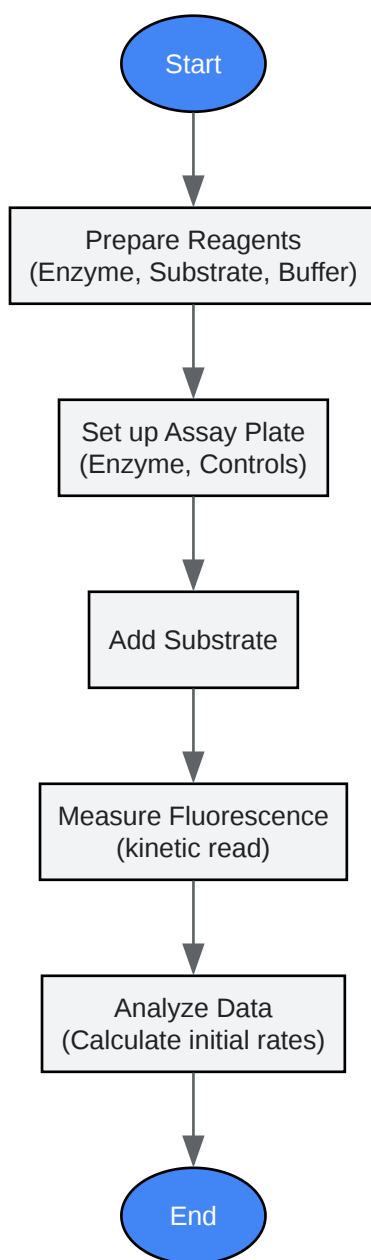 Start
Prepare Reagents
(Enzyme, Substrate, Buffer)
Set up Assay Plate
(Enzyme, Controls)
Add Substrate
Measure Fluorescence
(kinetic read)
Analyze Data
(Calculate initial rates)
End